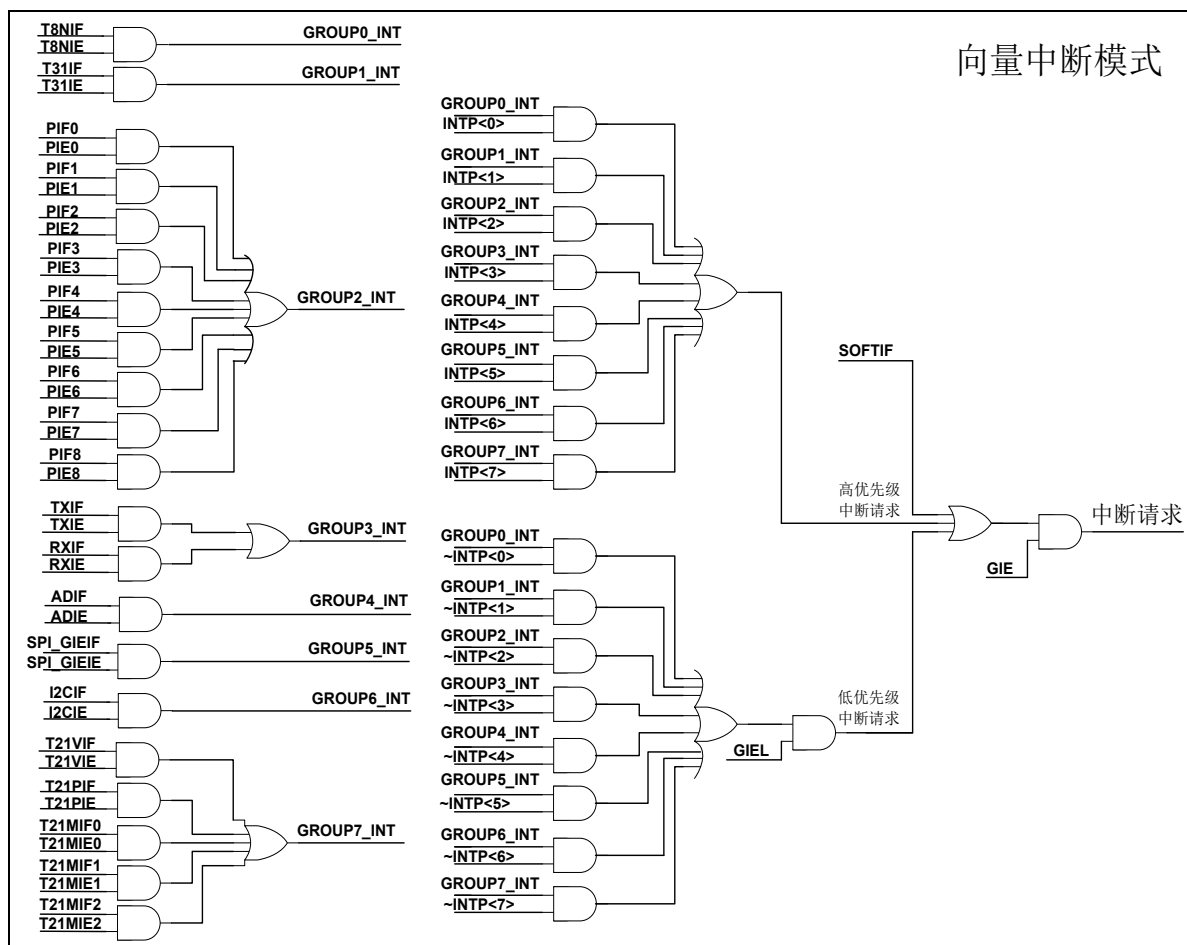 向量中断模式
T8NIF
T8NIE
GROUP0_INT
T31IF
T31IE
GROUP1_INT
PIF0
PIE0
PIF1
PIE1
PIF2
PIE2
PIF3
PIE3
PIF4
PIE4
PIF5
PIE5
PIF6
PIE6
PIF7
PIE7
PIF8
PIE8
GROUP2_INT
TXIF
TXIE
RXIF
RXIE
GROUP3_INT
ADIF
ADIE
GROUP4_INT
SPI_GIEIF
SPI_GIEIE
GROUP5_INT
I2CIF
I2CIE
GROUP6_INT
T21VIF
T21VIE
T21PIF
T21PIE
T21MIF0
T21MIE0
T21MIF1
T21MIE1
T21MIF2
T21MIE2
GROUP7_INT
GROUP0_INT
INTP<0>
GROUP1_INT
INTP<1>
GROUP2_INT
INTP<2>
GROUP3_INT
INTP<3>
GROUP4_INT
INTP<4>
GROUP5_INT
INTP<5>
GROUP6_INT
INTP<6>
GROUP7_INT
INTP<7>
GROUP0_INT
~INTP<0>
GROUP1_INT
~INTP<1>
GROUP2_INT
~INTP<2>
GROUP3_INT
~INTP<3>
GROUP4_INT
~INTP<4>
GROUP5_INT
~INTP<5>
GROUP6_INT
~INTP<6>
GROUP7_INT
~INTP<7>
GIEL
SOFTIF
高优先级
中断请求
低优先级
中断请求
GIE
中断请求